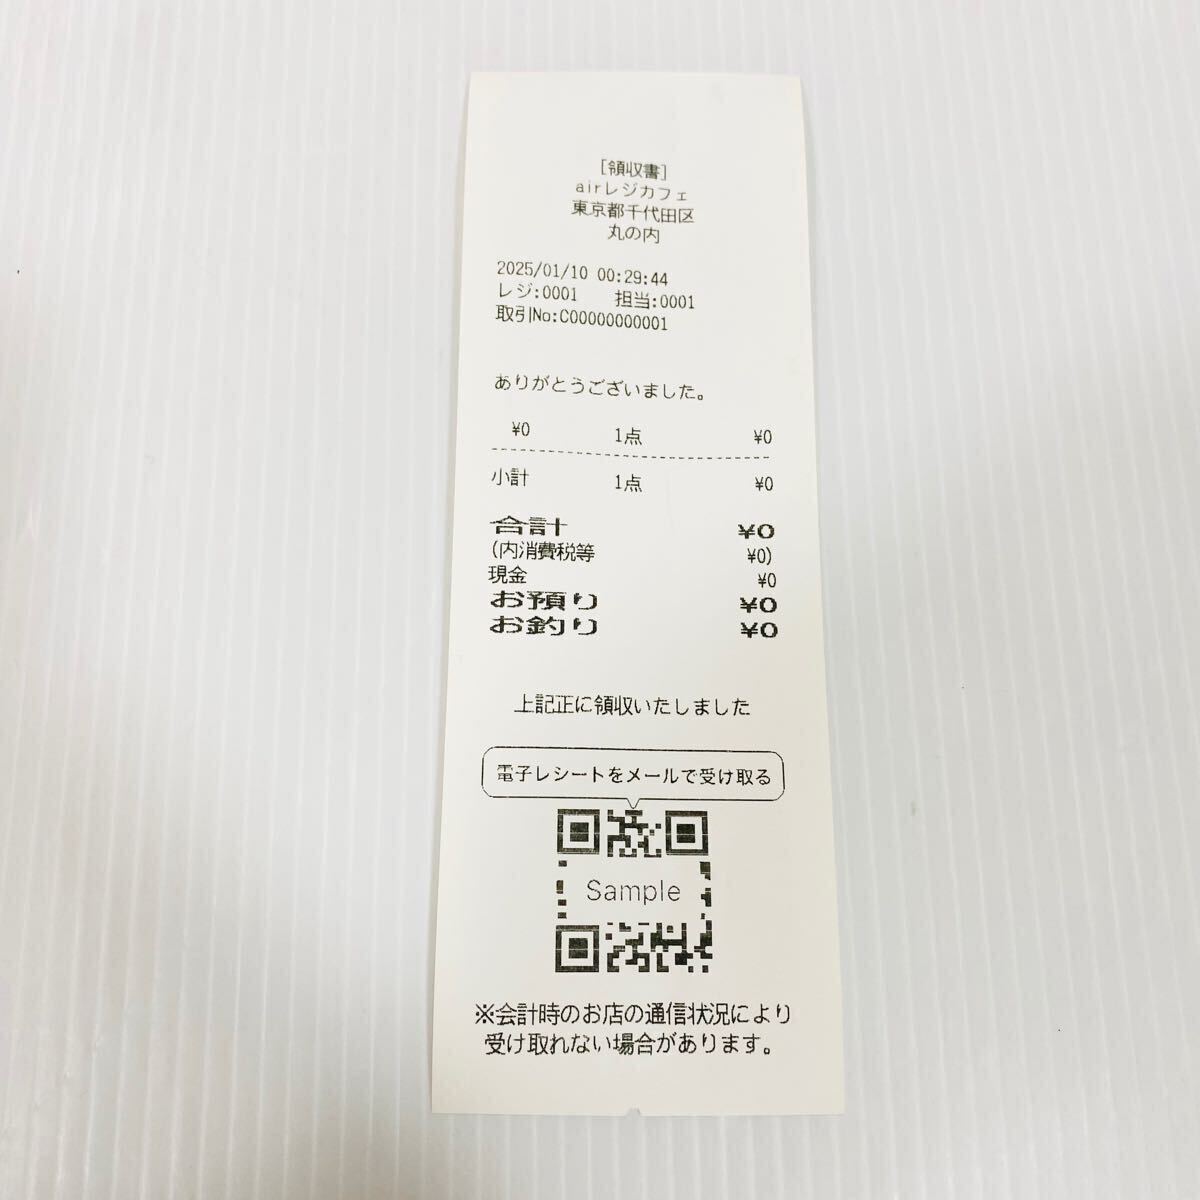 [領収書]
airレジカフェ
東京都千代田区
丸の内
2025/01/10 00:29:44
レジ:0001 担当:0001
取引No:C00000000001
ありがとうございました。
¥0 1点 ¥0
小計 1点 ¥0
合計 ¥0
(内消費税等 ¥0)
現金 ¥0
お預り ¥0
お釣り ¥0
上記正に領収いたしました
電子レシートをメールで受け取る
Sample
※会計時のお店の通信状況により
受け取れない場合があります。